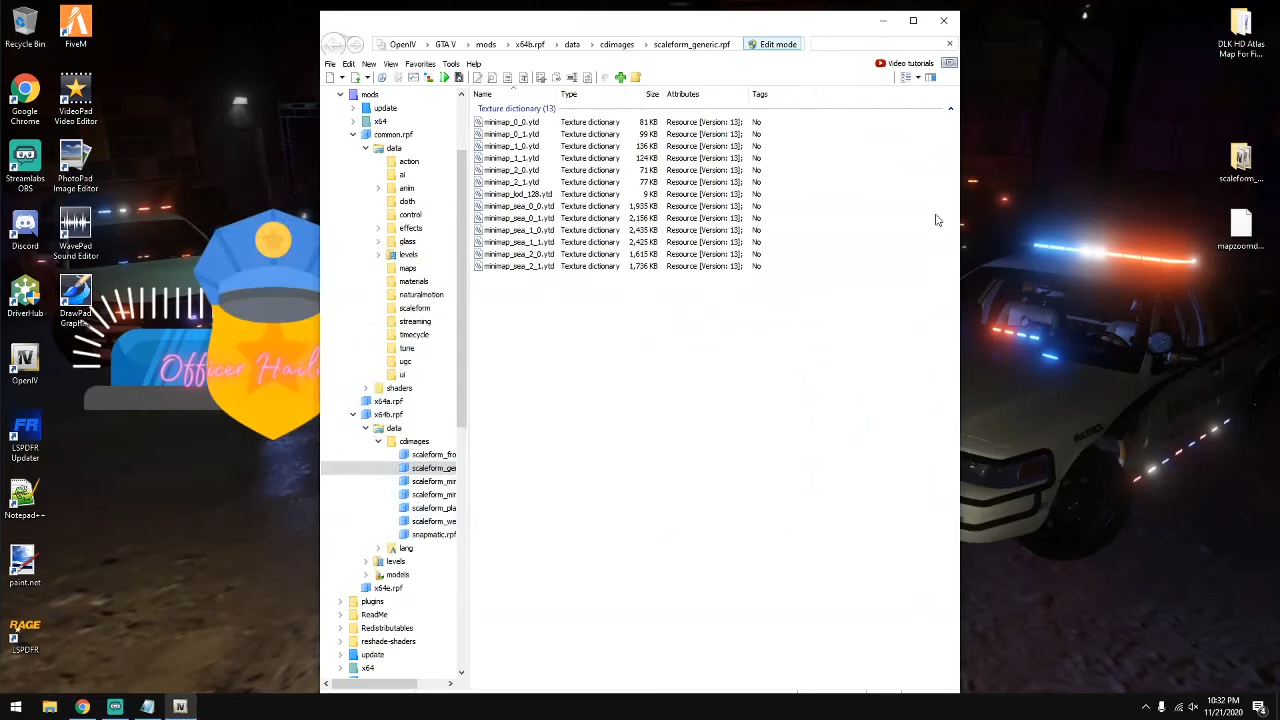 OpenIV GTA V mods x64b.rpf data cdimages scaleform_generic.rpf Edit mode
File Edit New View Favorites Tools Help
Video tutorials
Name Type Size Attributes Tags
Texture dictionary (13)
minimap_0_0.ytd Texture dictionary 81 KB Resource [Version: 13]; No
minimap_0_1.ytd Texture dictionary 99 KB Resource [Version: 13]; No
minimap_1_0.ytd Texture dictionary 136 KB Resource [Version: 13]; No
minimap_1_1.ytd Texture dictionary 124 KB Resource [Version: 13]; No
minimap_2_0.ytd Texture dictionary 71 KB Resource [Version: 13]; No
minimap_2_1.ytd Texture dictionary 77 KB Resource [Version: 13]; No
minimap_lod_128.ytd Texture dictionary 9 KB Resource [Version: 13]; No
minimap_sea_0_0.ytd Texture dictionary 1,935 KB Resource [Version: 13]; No
minimap_sea_0_1.ytd Texture dictionary 2,156 KB Resource [Version: 13]; No
minimap_sea_1_0.ytd Texture dictionary 2,435 KB Resource [Version: 13]; No
minimap_sea_1_1.ytd Texture dictionary 2,425 KB Resource [Version: 13]; No
minimap_sea_2_0.ytd Texture dictionary 1,615 KB Resource [Version: 13]; No
minimap_sea_2_1.ytd Texture dictionary 1,736 KB Resource [Version: 13]; No
mods
update
x64
common.rpf
data
action
ai
anim
cloth
control
effects
glass
levels
maps
materials
naturalmotion
scaleform
streaming
timecycle
tune
ugc
ui
shaders
x64a.rpf
x64b.rpf
data
cdimages
scaleform_fro
scaleform_ge
scaleform_mi
scaleform_mi
scaleform_pla
scaleform_we
snapmatic.rpf
lang
levels
models
x64e.rpf
plugins
ReadMe
Redistributables
reshade-shaders
update
x64
Recycle Bin
FiveM
Google
Chrome
VideoPad
Video Editor
Streamlabs
OBS
PhotoPad
Image Editor
Discord
WavePad
Sound Editor
DriverHub
DrawPad
Graphi...
OpenIV
LSPDFR
Updater
Notepad++
paint.net
RAGE
LSPDFR
Officer Haile
DLK HD Atlas
Map For Fi...
scaleform_...
mapzoomd...
10:32 PM
11/21/2020